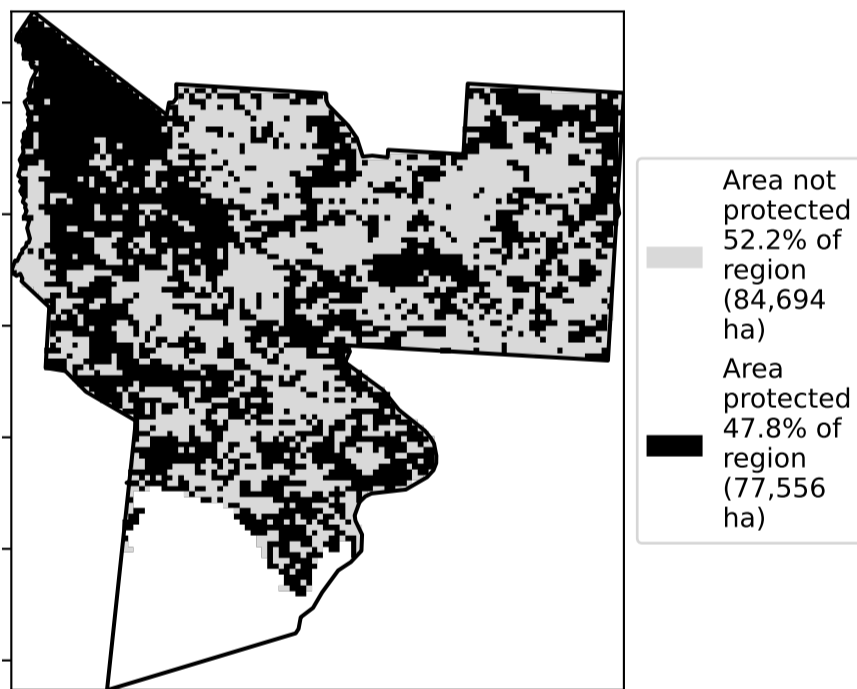 Area not
protected
52.2% of
region
(84,694
ha)
Area
protected
47.8% of
region
(77,556
ha)